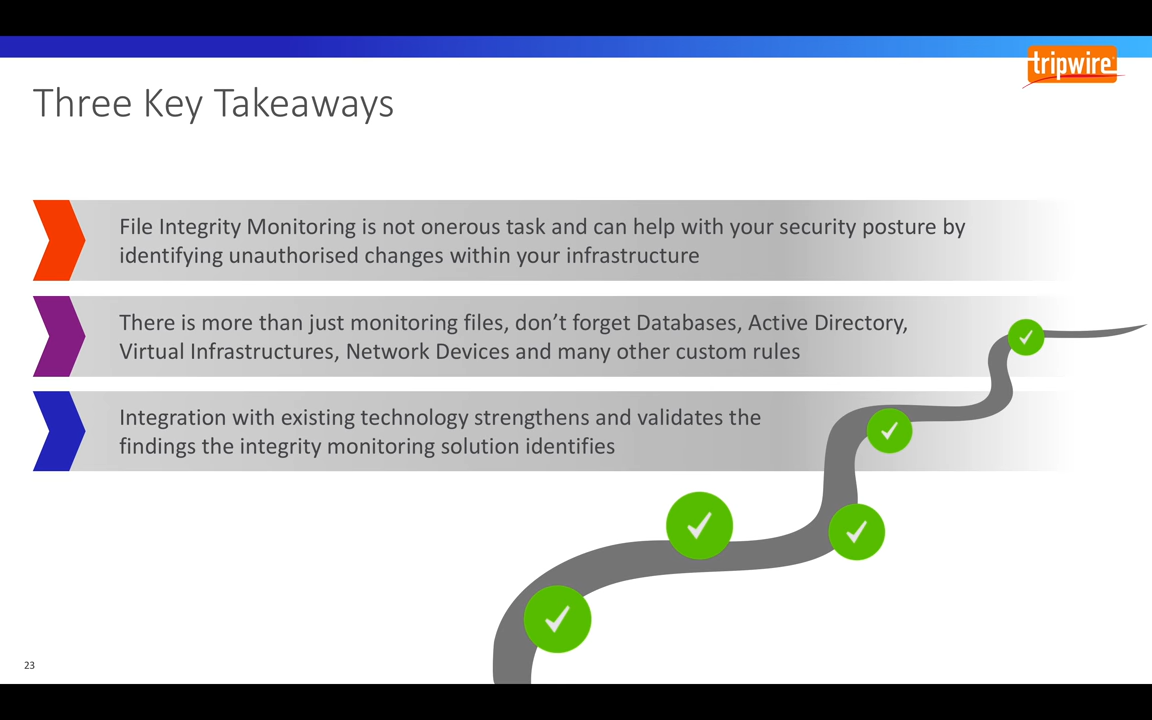 tripwire
Three Key Takeaways
File Integrity Monitoring is not onerous task and can help with your security posture by
identifying unauthorised changes within your infrastructure
There is more than just monitoring files, don’t forget Databases, Active Directory,
Virtual Infrastructures, Network Devices and many other custom rules
Integration with existing technology strengthens and validates the
findings the integrity monitoring solution identifies
23